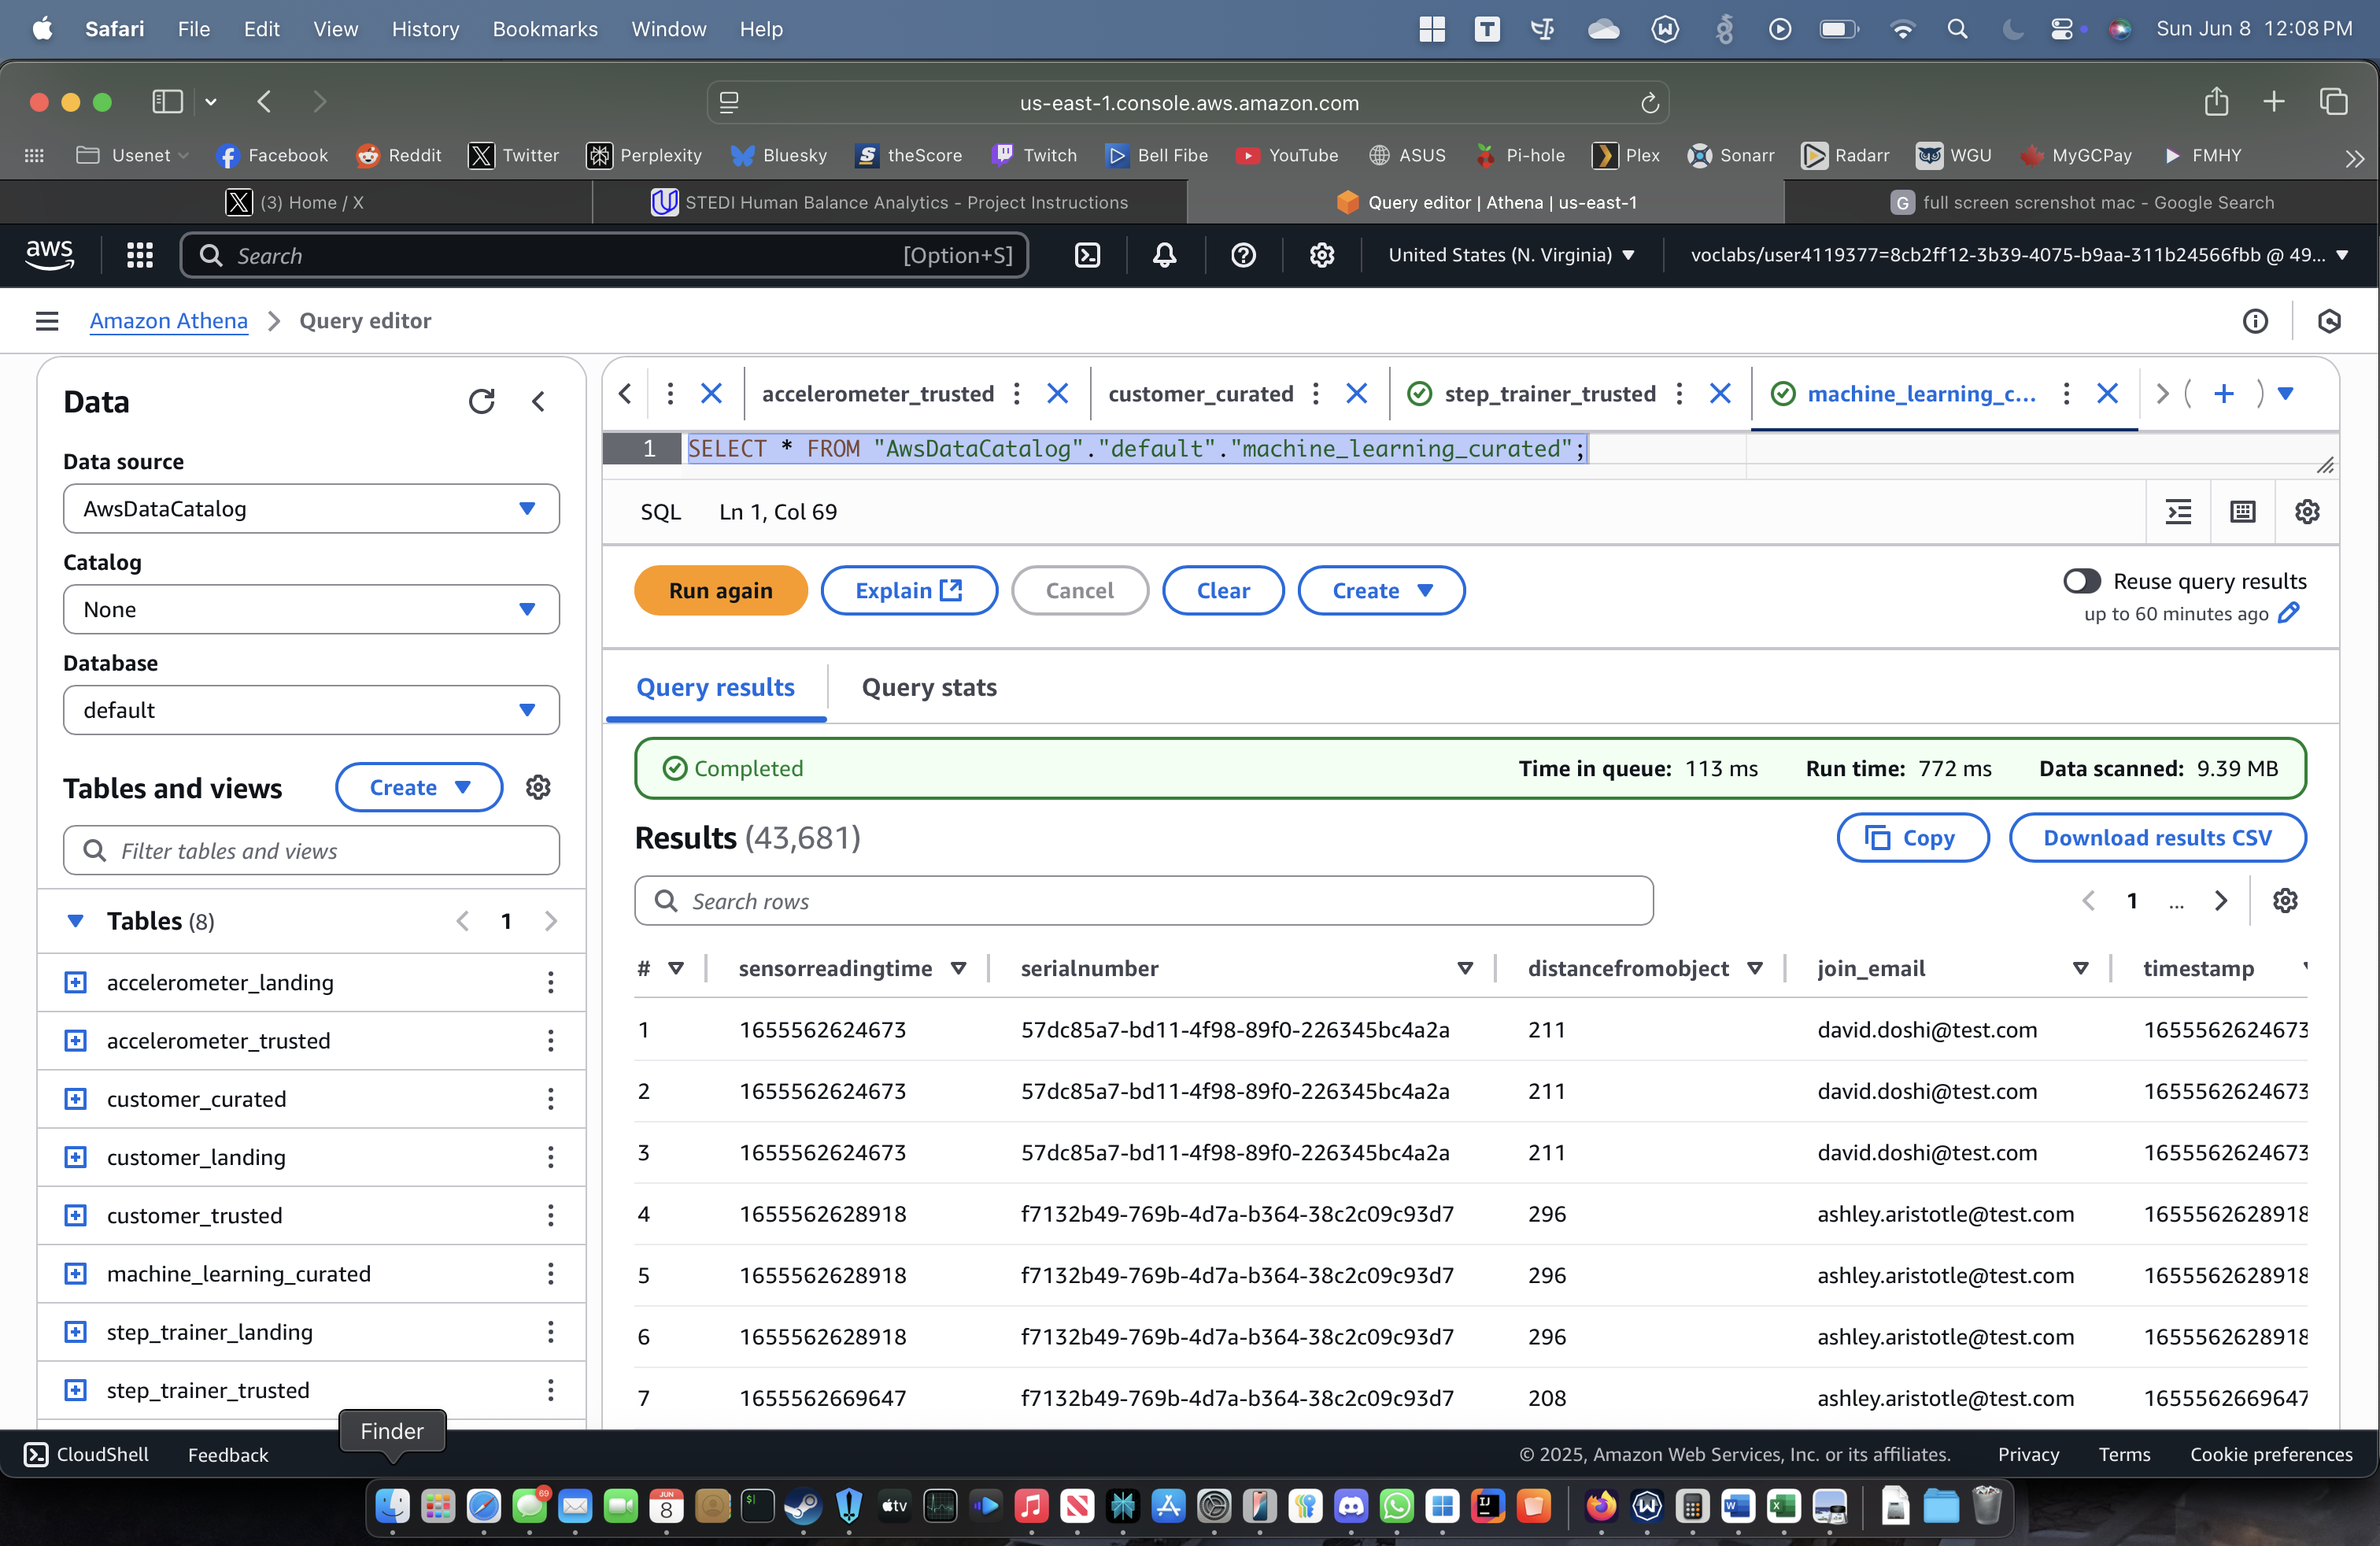 Safari File Edit View History Bookmarks Window Help Sun Jun 8 12:08 PM
us-east-1.console.aws.amazon.com
Usenet Facebook Reddit Twitter Perplexity Bluesky theScore Twitch Bell Fibe YouTube ASUS Pi-hole Plex Sonarr Radarr WGU MyGCPay FMHY
(3) Home / X STEDI Human Balance Analytics - Project Instructions Query editor | Athena | us-east-1 full screen screnshot mac - Google Search
aws Search [Option+S] United States (N. Virginia) voclabs/user4119377=8cb2ff12-3b39-4075-b9aa-311b24566fbb @ 49...
Amazon Athena Query editor
Data
Data source
AwsDataCatalog
Catalog
None
Database
default
Tables and views Create
Filter tables and views
Tables (8) 1
accelerometer_landing
accelerometer_trusted
customer_curated
customer_landing
customer_trusted
machine_learning_curated
step_trainer_landing
step_trainer_trusted
accelerometer_trusted customer_curated step_trainer_trusted machine_learning_c...
1 SELECT * FROM "AwsDataCatalog"."default"."machine_learning_curated";
SQL Ln 1, Col 69
Run again Explain Cancel Clear Create Reuse query results
up to 60 minutes ago
Query results Query stats
Completed Time in queue: 113 ms Run time: 772 ms Data scanned: 9.39 MB
Results (43,681) Copy Download results CSV
Search rows 1 ...
# sensorreadingtime serialnumber distancefromobject join_email timestamp
1 1655562624673 57dc85a7-bd11-4f98-89f0-226345bc4a2a 211 david.doshi@test.com 1655562624673
2 1655562624673 57dc85a7-bd11-4f98-89f0-226345bc4a2a 211 david.doshi@test.com 1655562624673
3 1655562624673 57dc85a7-bd11-4f98-89f0-226345bc4a2a 211 david.doshi@test.com 1655562624673
4 1655562628918 f7132b49-769b-4d7a-b364-38c2c09c93d7 296 ashley.aristotle@test.com 1655562628918
5 1655562628918 f7132b49-769b-4d7a-b364-38c2c09c93d7 296 ashley.aristotle@test.com 1655562628918
6 1655562628918 f7132b49-769b-4d7a-b364-38c2c09c93d7 296 ashley.aristotle@test.com 1655562628918
7 1655562669647 f7132b49-769b-4d7a-b364-38c2c09c93d7 208 ashley.aristotle@test.com 1655562669647
Finder
CloudShell Feedback © 2025, Amazon Web Services, Inc. or its affiliates. Privacy Terms Cookie preferences
69
JUN
8
tv